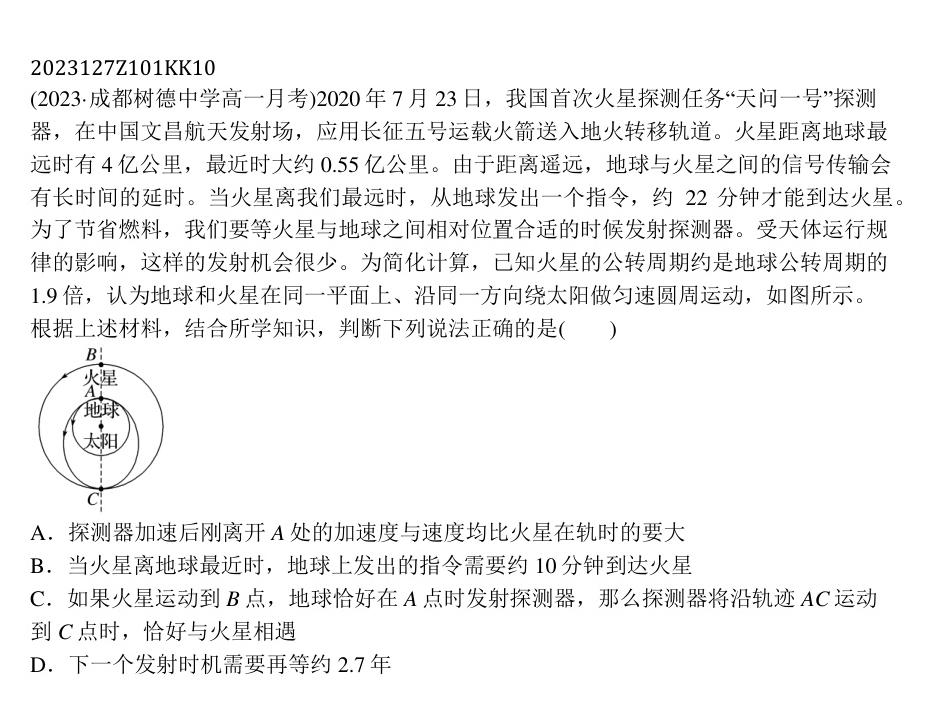 2023127Z101KK10
(2023·成都树德中学高一月考)2020 年 7 月 23 日，我国首次火星探测任务“天问一号”探测
器，在中国文昌航天发射场，应用长征五号运载火箭送入地火转移轨道。火星距离地球最
远时有 4 亿公里，最近时大约 0.55 亿公里。由于距离遥远，地球与火星之间的信号传输会
有长时间的延时。当火星离我们最远时，从地球发出一个指令，约 22 分钟才能到达火星。
为了节省燃料，我们要等火星与地球之间相对位置合适的时候发射探测器。受天体运行规
律的影响，这样的发射机会很少。为简化计算，已知火星的公转周期约是地球公转周期的
1.9 倍，认为地球和火星在同一平面上、沿同一方向绕太阳做匀速圆周运动，如图所示。
根据上述材料，结合所学知识，判断下列说法正确的是(　　)
B
火星
A
地球
太阳
C
A．探测器加速后刚离开 A 处的加速度与速度均比火星在轨时的要大
B．当火星离地球最近时，地球上发出的指令需要约 10 分钟到达火星
C．如果火星运动到 B 点，地球恰好在 A 点时发射探测器，那么探测器将沿轨迹 AC 运动
到 C 点时，恰好与火星相遇
D．下一个发射时机需要再等约 2.7 年